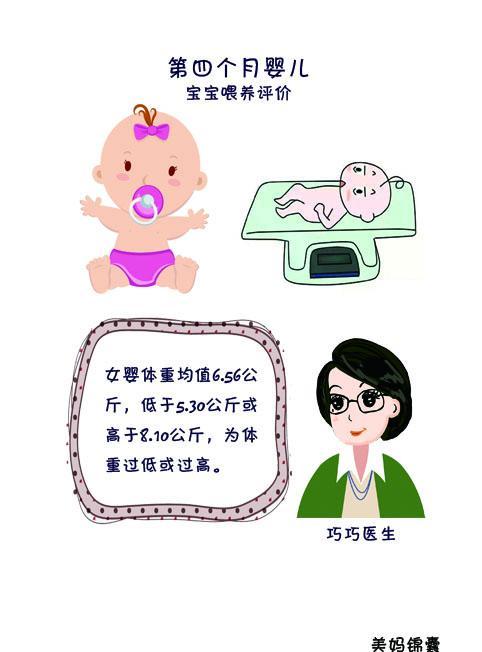 第四个月婴儿
宝宝喂养评价
女婴体重均值6.56公
斤，低于5.30公斤或
高于8.10公斤，为体
重过低或过高。
巧巧医生
美妈锦囊